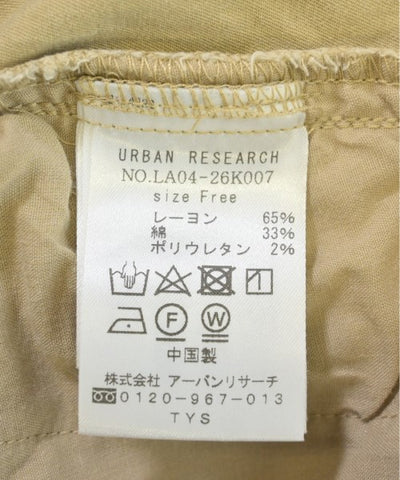 URBAN RESEARCH
NO.LA04-26K007
size Free
レーヨン 65%
綿 33%
ポリウレタン 2%
F W
中国製
株式会社 アーバンリサーチ
0120-967-013
TYS